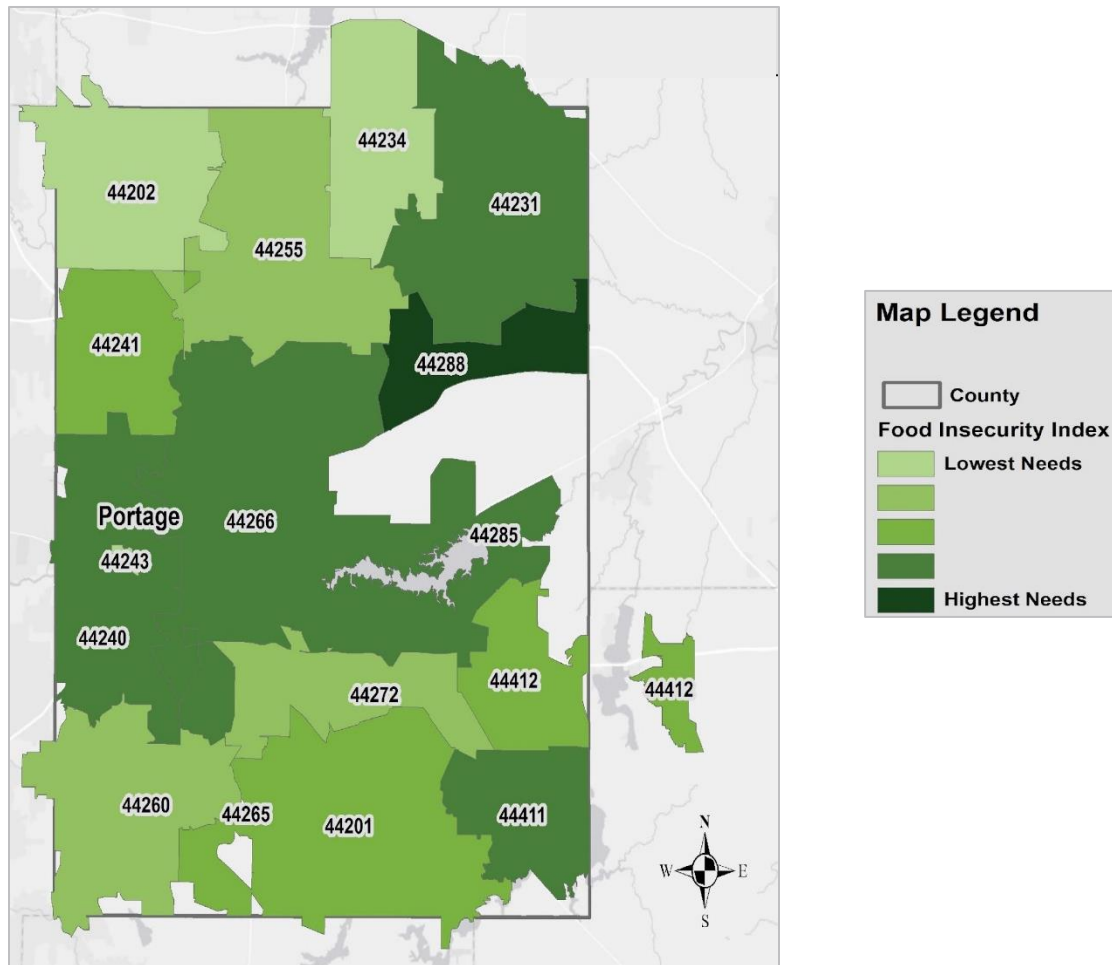 44234
44202
44231
44255
44241
44288
Portage
44266
44285
44243
44240
44412
44272
44412
44260
44265
44201
44411
N
W
E
S
Map Legend
County
Food Insecurity Index
Lowest Needs
Highest Needs